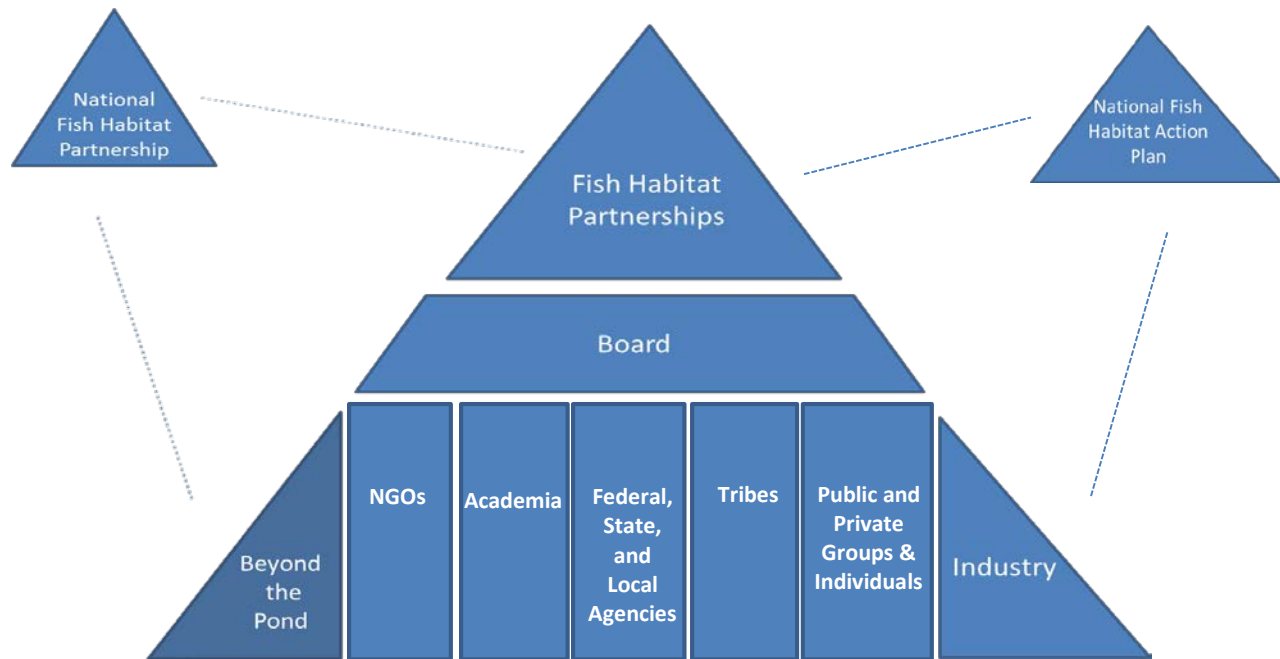 National
Fish Habitat
Partnership
Fish Habitat
Partnerships
National Fish
Habitat Action
Plan
Board
Beyond
the
Pond
NGOs
Academia
Federal,
State,
and
Local
Agencies
Tribes
Public and
Private
Groups &
Individuals
Industry